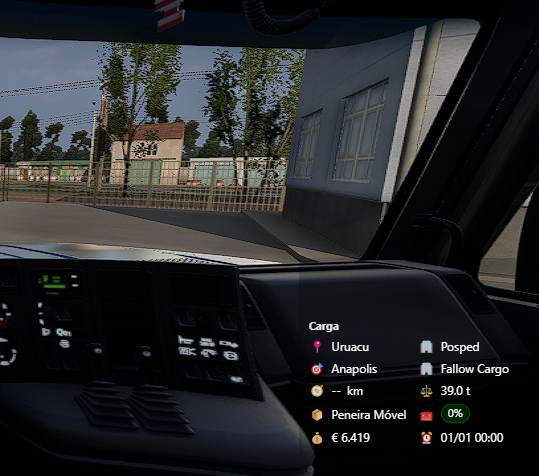 Carga
Uruacu Posped
Anapolis Fallow Cargo
-- km 39.0 t
Peneira Móvel 0%
€ 6.419 01/01 00:00